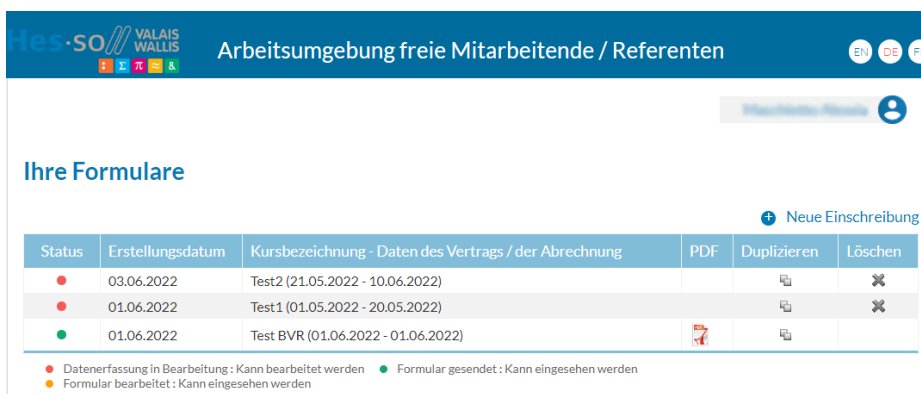 Hes·so VALAIS
WALLIS
: Σ π ≈ &
Arbeitsumgebung freie Mitarbeitende / Referenten
EN DE F
Ihre Formulare
Neue Einschreibung
Status Erstellungsdatum Kursbezeichnung - Daten des Vertrags / der Abrechnung PDF Duplizieren Löschen
03.06.2022 Test2 (21.05.2022 - 10.06.2022)
01.06.2022 Test1 (01.05.2022 - 20.05.2022)
01.06.2022 Test BVR (01.06.2022 - 01.06.2022)
Datenerfassung in Bearbeitung : Kann bearbeitet werden Formular gesendet : Kann eingesehen werden
Formular bearbeitet : Kann eingesehen werden